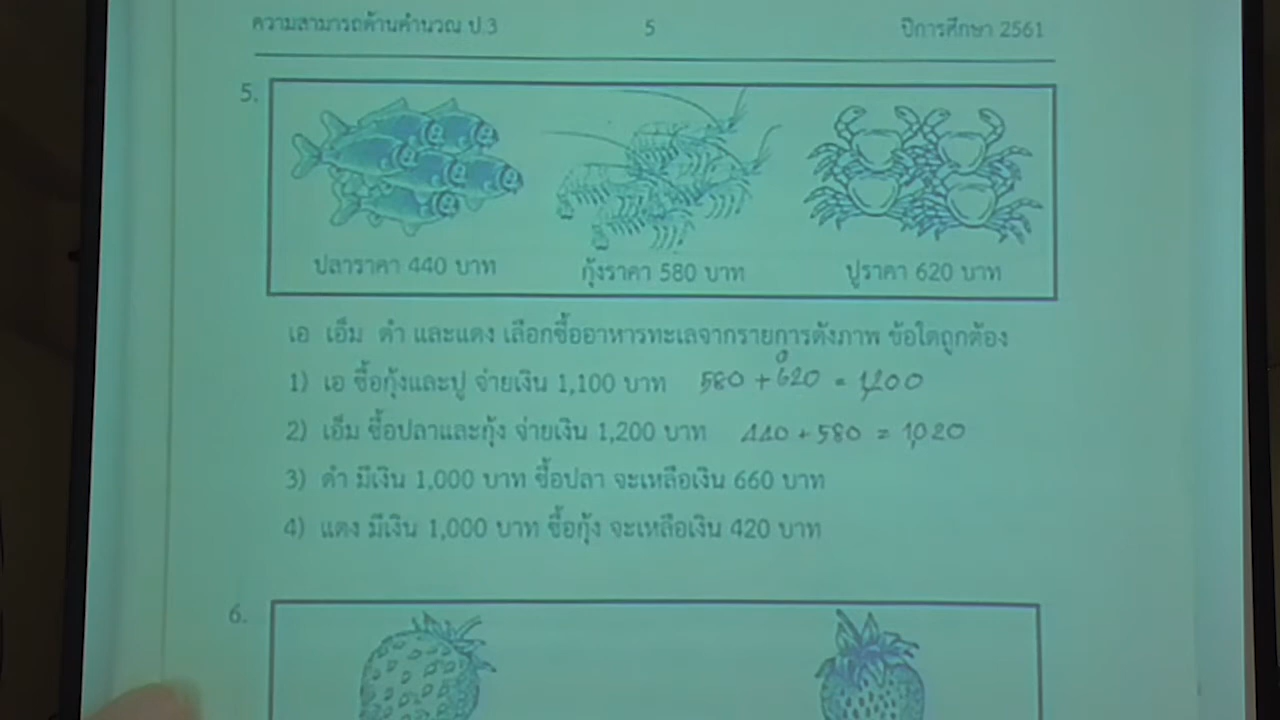 ความสามารถด้านคำนวณ ป.3 5 ปีการศึกษา 2561
5.
ปลาราคา 440 บาท กุ้งราคา 580 บาท ปูราคา 620 บาท
เอ เอ็ม ดำ และแดง เลือกซื้ออาหารทะเลจากรายการดังภาพ ข้อใดถูกต้อง
1) เอ ซื้อกุ้งและปู จ่ายเงิน 1,100 บาท 580 + 620 = 1,200
2) เอ็ม ซื้อปลาและกุ้ง จ่ายเงิน 1,200 บาท 440 + 580 = 1,020
3) ดำ มีเงิน 1,000 บาท ซื้อปลา จะเหลือเงิน 660 บาท
4) แดง มีเงิน 1,000 บาท ซื้อกุ้ง จะเหลือเงิน 420 บาท
6.